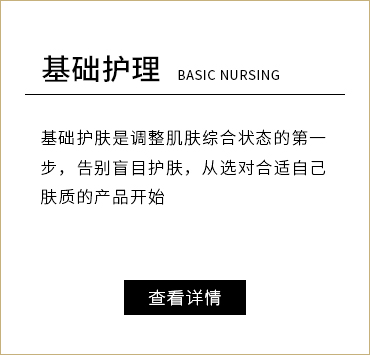 基础护理 BASIC NURSING
基础护肤是调整肌肤综合状态的第一
步，告别盲目护肤，从选对合适自己
肤质的产品开始
查看详情